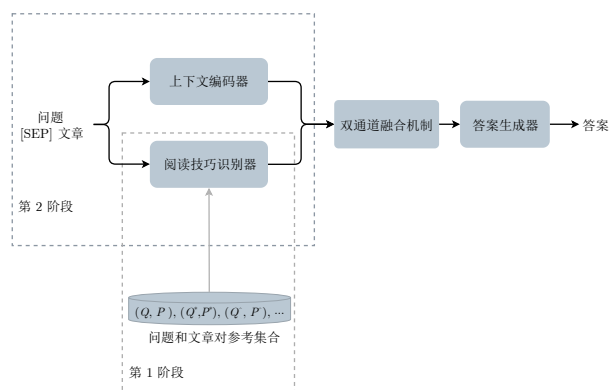 上下文编码器
问题
[SEP] 文章
双通道融合机制
答案生成器
答案
阅读技巧识别器
第 2 阶段
(Q, P ), (Q',P'), (Q , P ), ...
问题和文章对参考集合
第 1 阶段